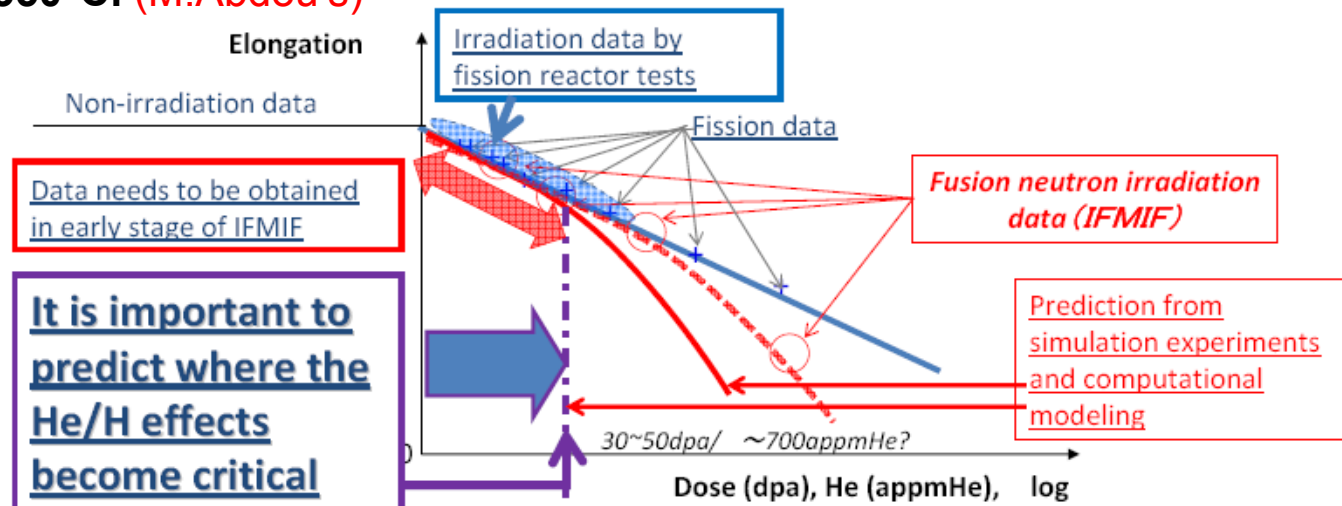 (M.Abdou's)
Elongation
Irradiation data by
fission reactor tests
Non-irradiation data
Fission data
Data needs to be obtained
in early stage of IFMIF
Fusion neutron irradiation
data (IFMIF)
It is important to
predict where the
He/H effects
become critical
Prediction from
simulation experiments
and computational
modeling
30~50dpa/ ~700appmHe?
Dose (dpa), He (appmHe), log